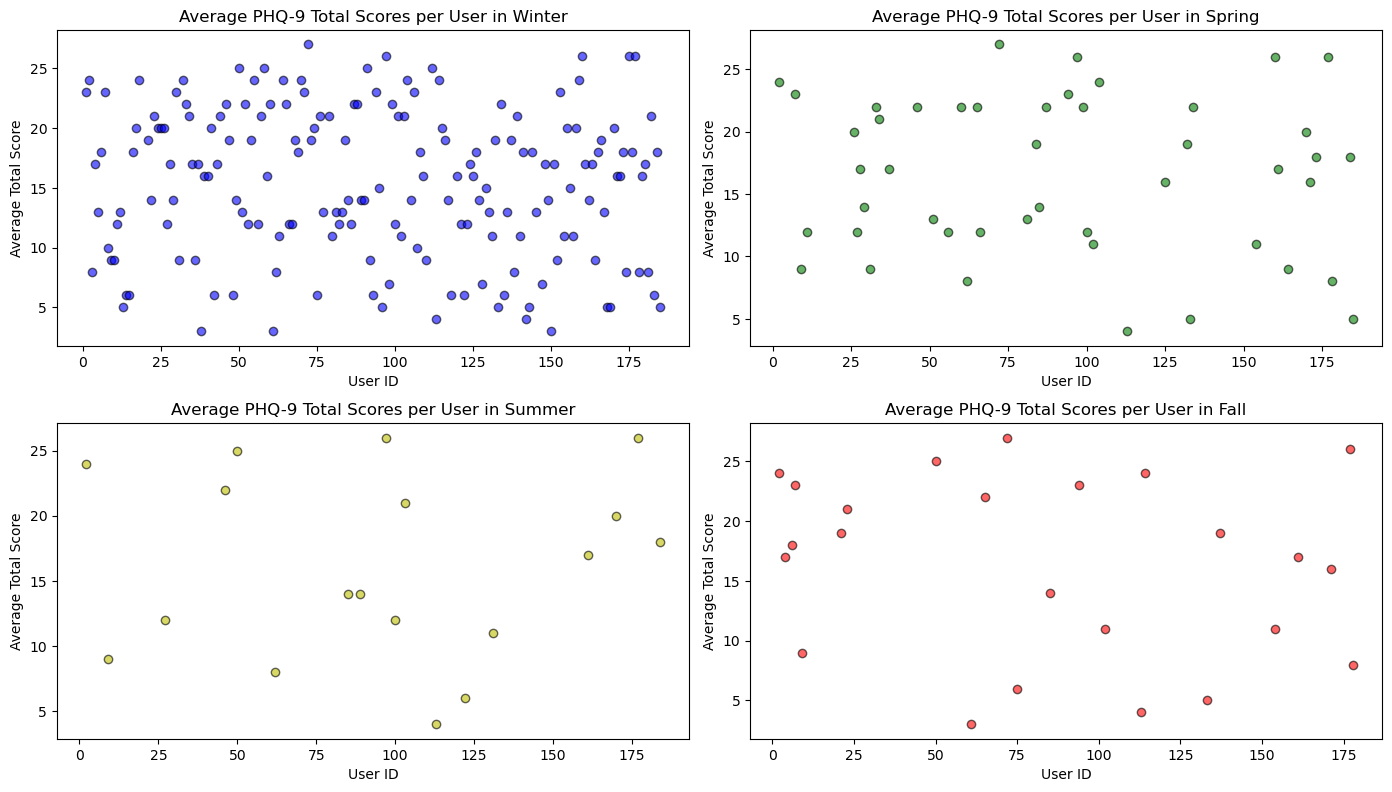 Average PHQ-9 Total Scores per User in Winter
Average Total Score
25
20
15
10
5
0 25 50 75 100 125 150 175
User ID
Average PHQ-9 Total Scores per User in Spring
Average Total Score
25
20
15
10
5
0 25 50 75 100 125 150 175
User ID
Average PHQ-9 Total Scores per User in Summer
Average Total Score
25
20
15
10
5
0 25 50 75 100 125 150 175
User ID
Average PHQ-9 Total Scores per User in Fall
Average Total Score
25
20
15
10
5
0 25 50 75 100 125 150 175
User ID